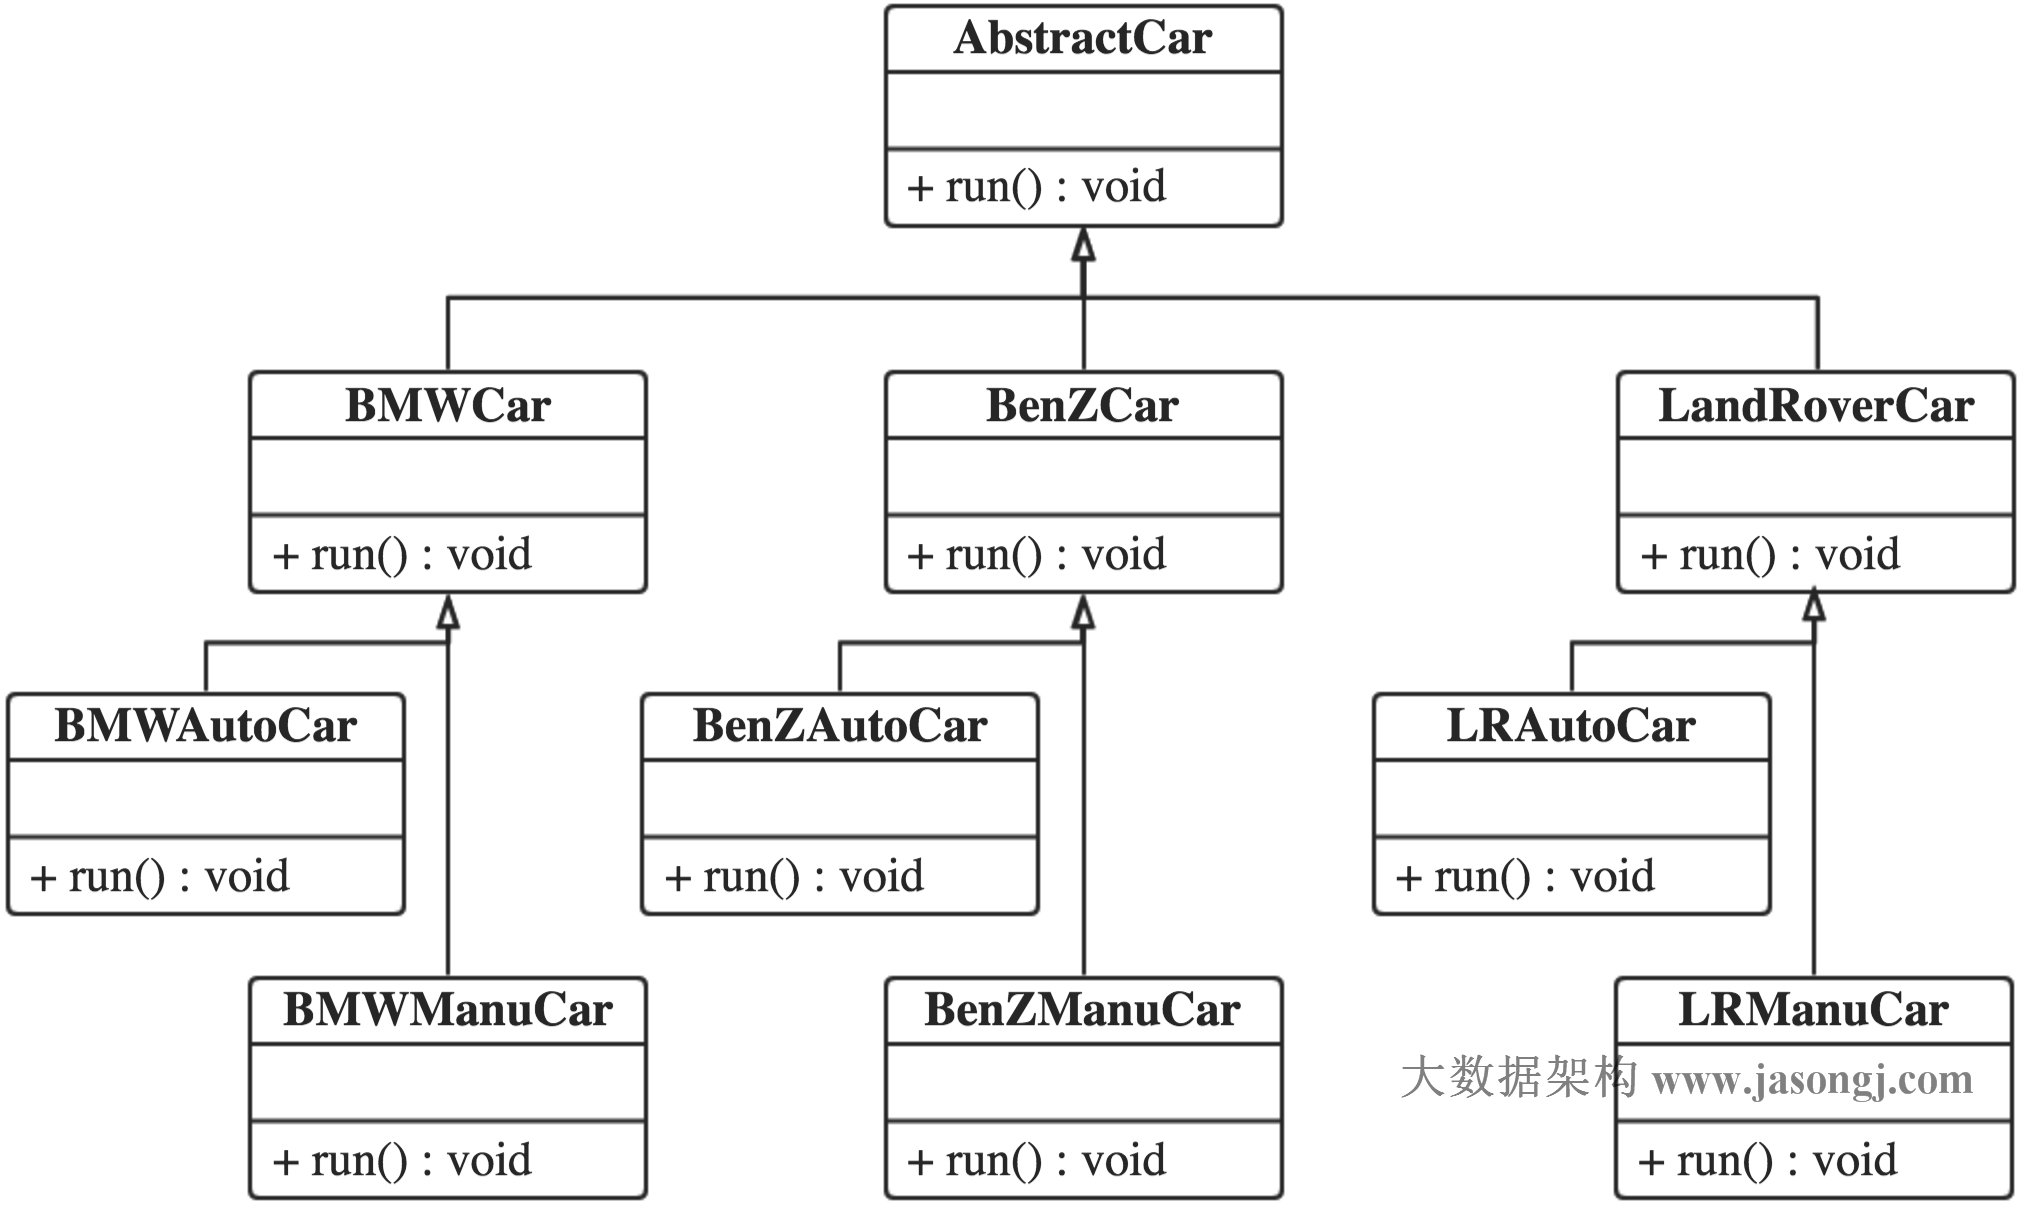 AbstractCar
+ run() : void
BMWCar
+ run() : void
BenZCar
+ run() : void
LandRoverCar
+ run() : void
BMWAutoCar
+ run() : void
BenZAutoCar
+ run() : void
LRAutoCar
+ run() : void
BMWManuCar
+ run() : void
BenZManuCar
+ run() : void
LRManuCar
+ run() : void
大数据架构 www.jasongj.com